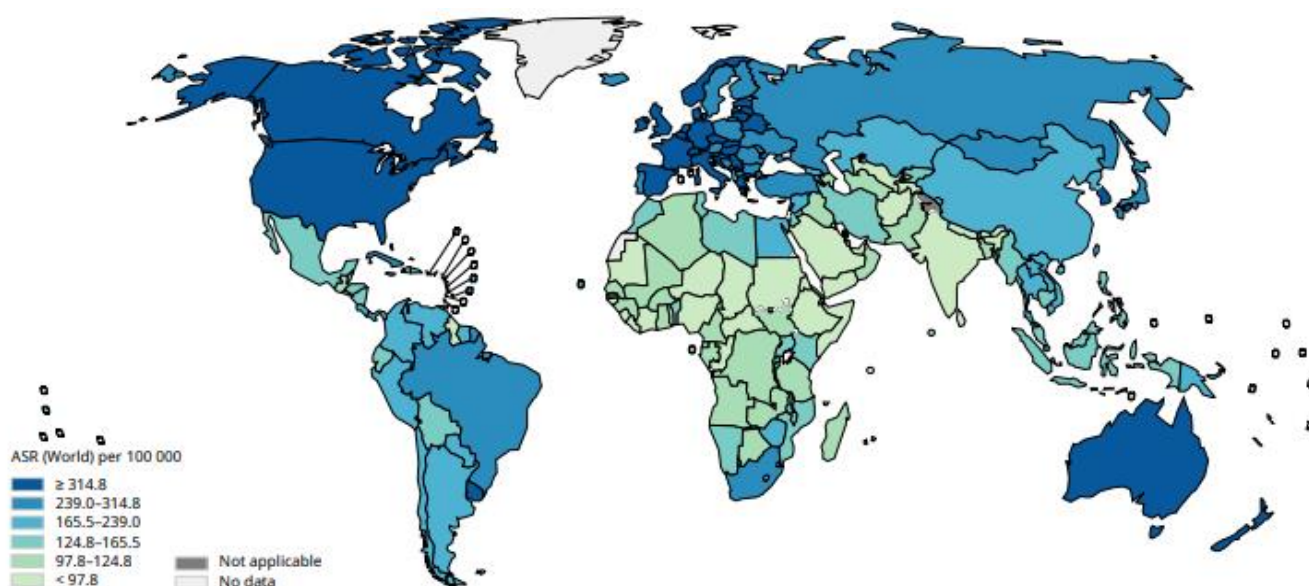 ASR (World) per 100 000
≥ 314.8
239.0–314.8
165.5–239.0
124.8–165.5
97.8–124.8
< 97.8
Not applicable
No data